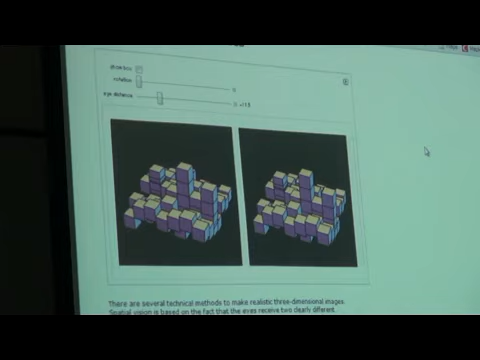 rotation
eye distance
There are several technical methods to make realistic three-dimensional images.
Spatial vision is based on the fact that the eyes receive two clearly different